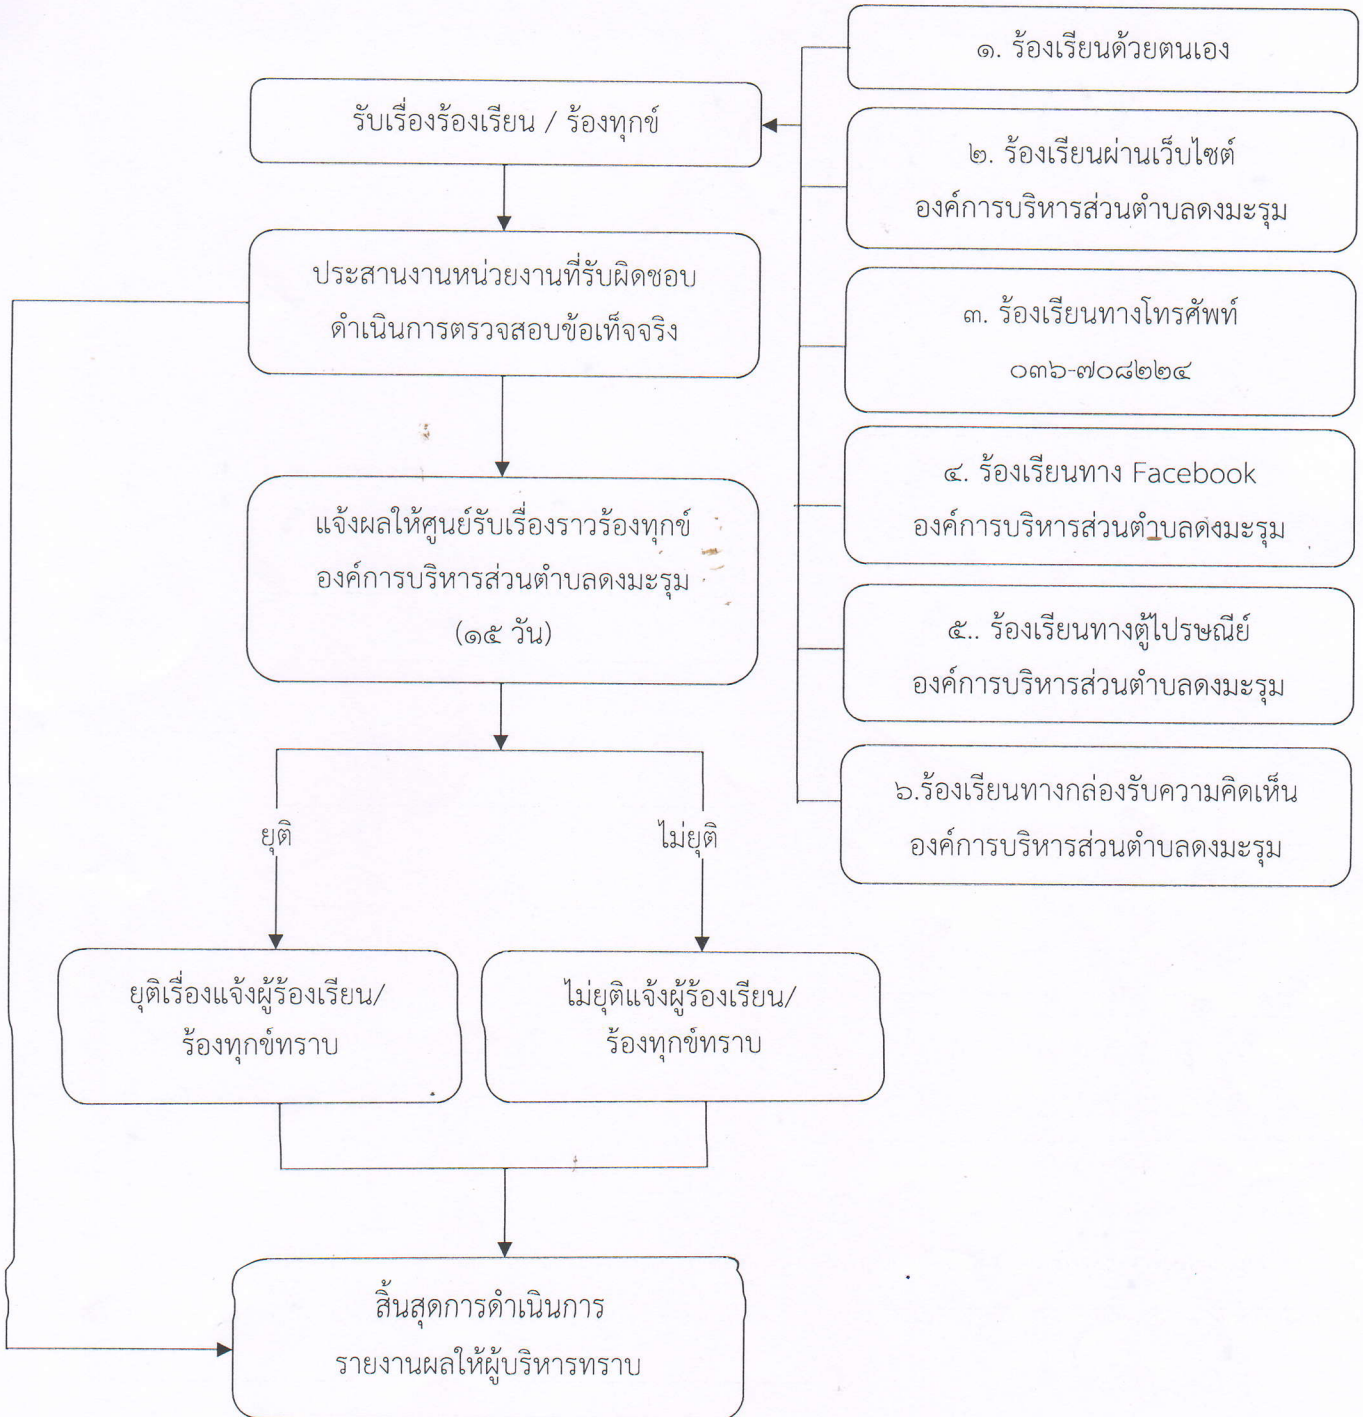 ๑. ร้องเรียนด้วยตนเอง
รับเรื่องร้องเรียน / ร้องทุกข์
๒. ร้องเรียนผ่านเว็บไซต์
องค์การบริหารส่วนตำบลดงมะรุม
ประสานงานหน่วยงานที่รับผิดชอบ
ดำเนินการตรวจสอบข้อเท็จจริง
๓. ร้องเรียนทางโทรศัพท์
๐๓๖-๗๐๘๒๒๔
๔. ร้องเรียนทาง Facebook
องค์การบริหารส่วนตำบลดงมะรุม
แจ้งผลให้ศูนย์รับเรื่องราวร้องทุกข์
องค์การบริหารส่วนตำบลดงมะรุม
(๑๕ วัน)
๕.. ร้องเรียนทางตู้ไปรษณีย์
องค์การบริหารส่วนตำบลดงมะรุม
๖.ร้องเรียนทางกล่องรับความคิดเห็น
องค์การบริหารส่วนตำบลดงมะรุม
ยุติ
ไม่ยุติ
ยุติเรื่องแจ้งผู้ร้องเรียน/
ร้องทุกข์ทราบ
ไม่ยุติแจ้งผู้ร้องเรียน/
ร้องทุกข์ทราบ
สิ้นสุดการดำเนินการ
รายงานผลให้ผู้บริหารทราบ